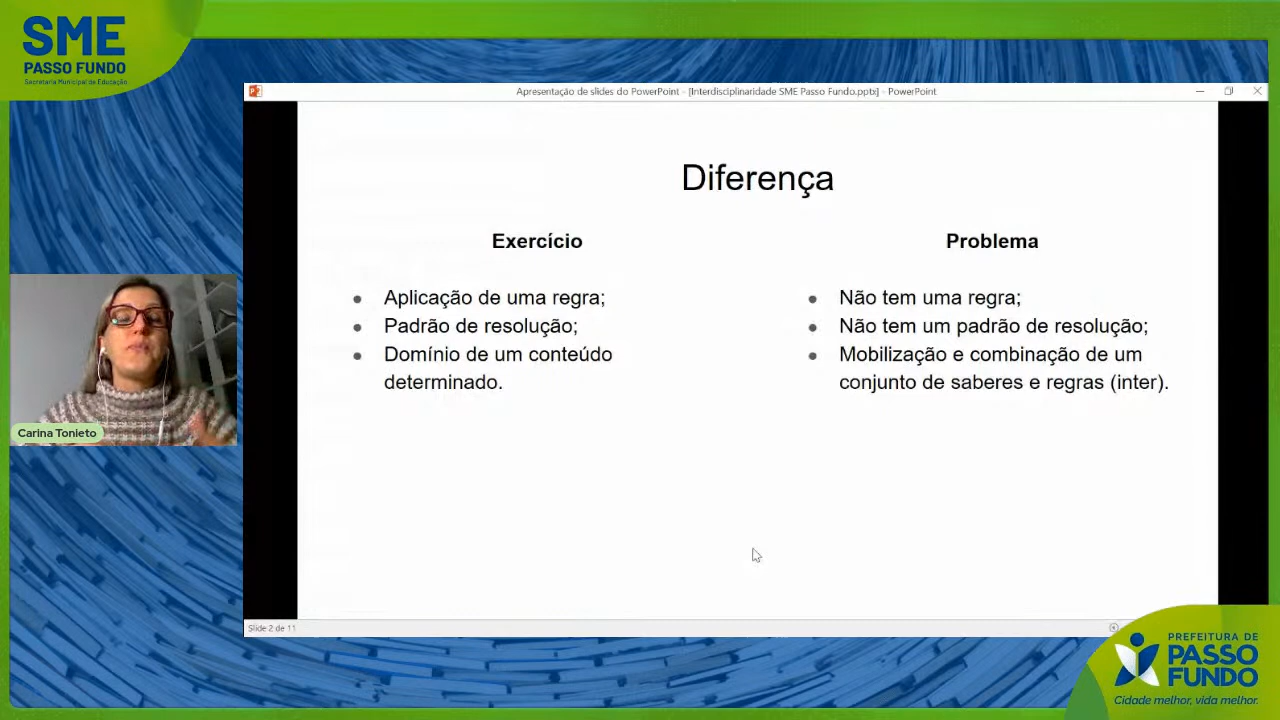 SME
PASSO FUNDO
Secretaria Municipal de Educação
Apresentação de slides do PowerPoint - [Interdisciplinaridade SME Passo Fundo.pptx] - PowerPoint
Diferença
Exercício
Aplicação de uma regra;
Padrão de resolução;
Domínio de um conteúdo
determinado.
Problema
Não tem uma regra;
Não tem um padrão de resolução;
Mobilização e combinação de um
conjunto de saberes e regras (inter).
Carina Tonieto
Slide 2 de 11
PREFEITURA DE
PASSO
FUNDO
Cidade melhor, vida melhor.